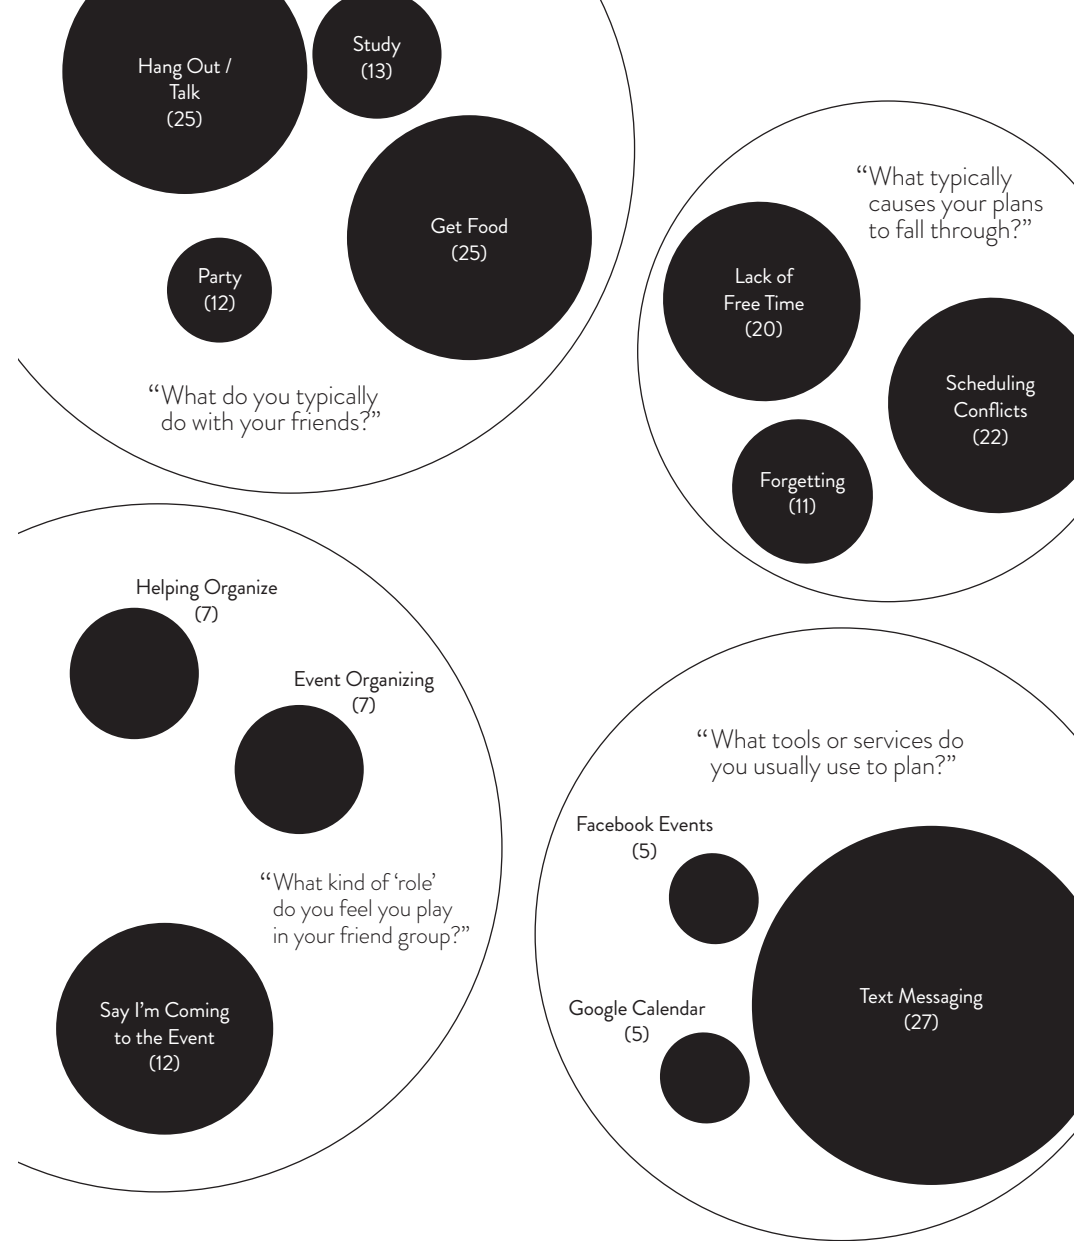 Hang Out /
Talk
(25)
Study
(13)
Get Food
(25)
Party
(12)
“What do you typically
do with your friends?”
“What typically
causes your plans
to fall through?”
Lack of
Free Time
(20)
Scheduling
Conflicts
(22)
Forgetting
(11)
Helping Organize
(7)
Event Organizing
(7)
“What kind of ‘role’
do you feel you play
in your friend group?”
Say I’m Coming
to the Event
(12)
“What tools or services do
you usually use to plan?”
Facebook Events
(5)
Google Calendar
(5)
Text Messaging
(27)